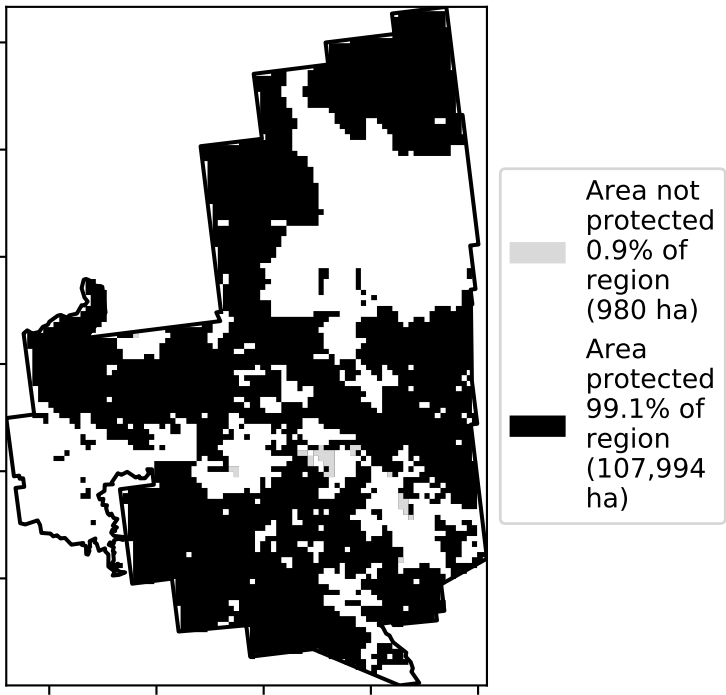 Area not
protected
0.9% of
region
(980 ha)
Area
protected
99.1% of
region
(107,994
ha)